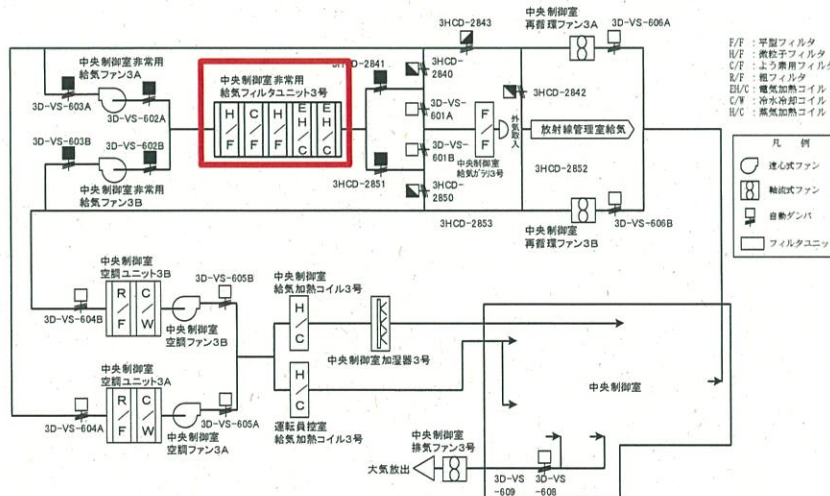 3HCD-2843
中央制御室
再循環ファン3A
3D-VS-606A
中央制御室非常用
給気ファン3A
3D-VS-603A
3D-VS-602A
中央制御室非常用
給気フィルタユニット3号
H/F
C/F
H/F
EH/C
EH/C
3HCD-2841
3HCD-
2840
3D-VS-
601A
3HCD-2842
F/F
外気取入
放射線管理室給気
3D-VS-
601B
中央制御室
給気ガラリ3号
3D-VS-603B
3D-VS-602B
中央制御室非常用
給気ファン3B
3HCD-2851
3HCD-
2850
3HCD-2852
3HCD-2853
中央制御室
再循環ファン3B
3D-VS-606B
F/F : 平型フィルタ
H/F : 微粒子フィルタ
C/F : よう素用フィルタ
R/F : 粗フィルタ
EH/C : 電気加熱コイル
C/W : 冷水冷却コイル
H/C : 蒸気加熱コイル
凡 例
遠心式ファン
軸流式ファン
自動ダンパ
フィルタユニット
中央制御室
空調ユニット3B
3D-VS-605B
3D-VS-604B
R/F
C/W
中央制御室
空調ファン3B
中央制御室
給気加熱コイル3号
H/C
中央制御室加湿器3号
中央制御室
中央制御室
空調ユニット3A
3D-VS-604A
R/F
C/W
3D-VS-605A
中央制御室
空調ファン3A
H/C
運転員控室
給気加熱コイル3号
中央制御室
排気ファン3号
大気放出
3D-VS
-609
3D-VS
-608